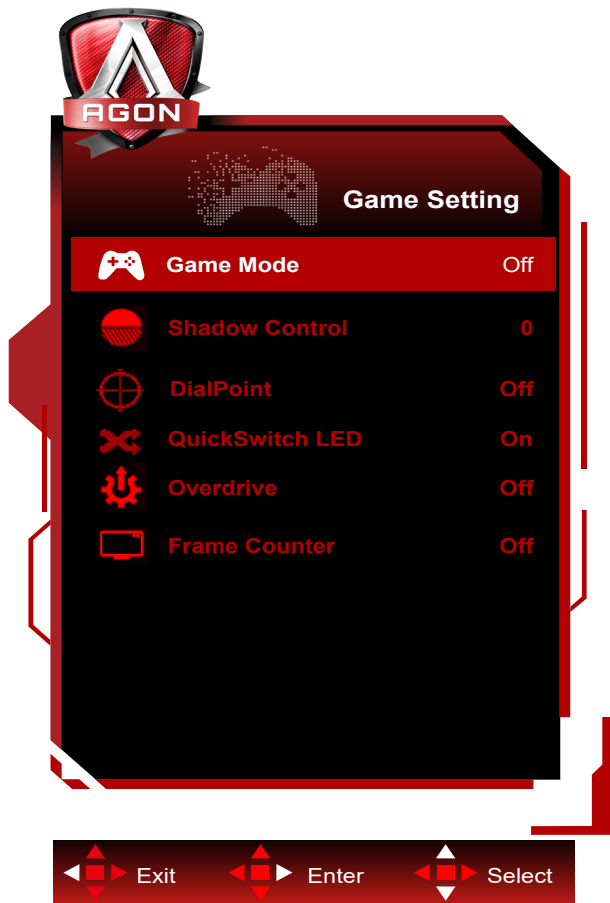 AGON
Game Setting
Game Mode Off
Shadow Control 0
DialPoint Off
QuickSwitch LED On
Overdrive Off
Frame Counter Off
Exit Enter Select